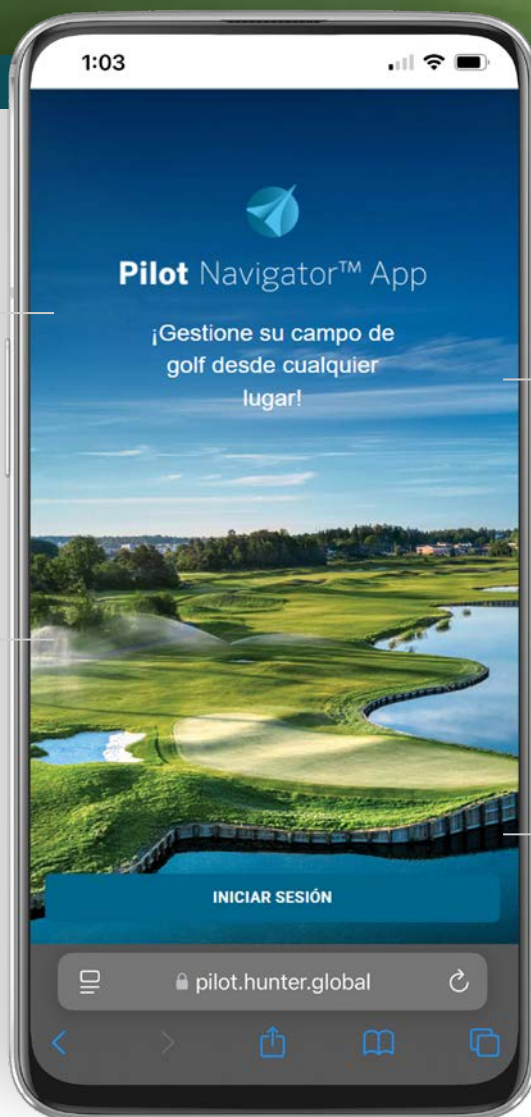 1:03
Pilot Navigator™ App
¡Gestione su campo de
golf desde cualquier
lugar!
INICIAR SESIÓN
pilot.hunter.global